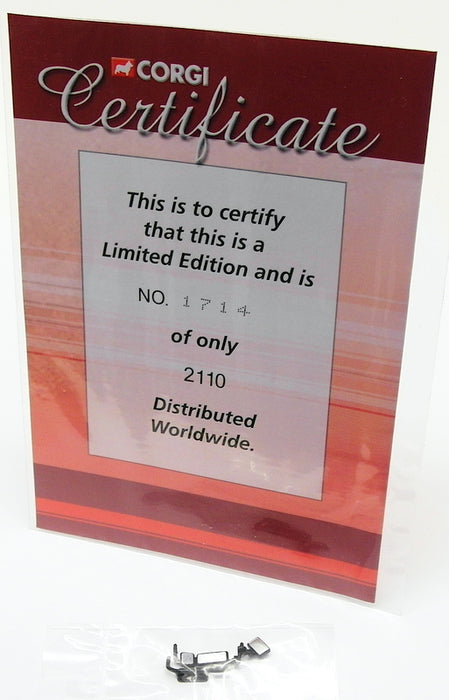 CORGI
Certificate
This is to certify
that this is a
Limited Edition and is
NO. 1714
of only
2110
Distributed
Worldwide.